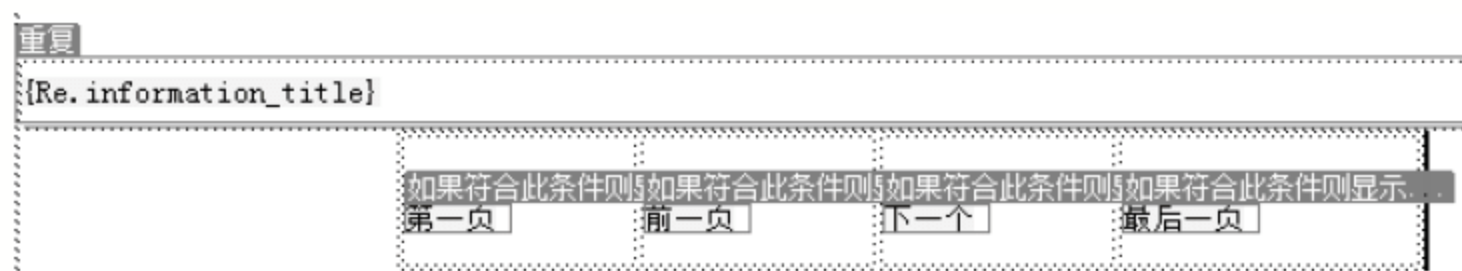 重复
{Re.information_title}
如果符合此条件则 如果符合此条件则 如果符合此条件则 如果符合此条件则显示...
第一页 前一页 下一个 最后一页